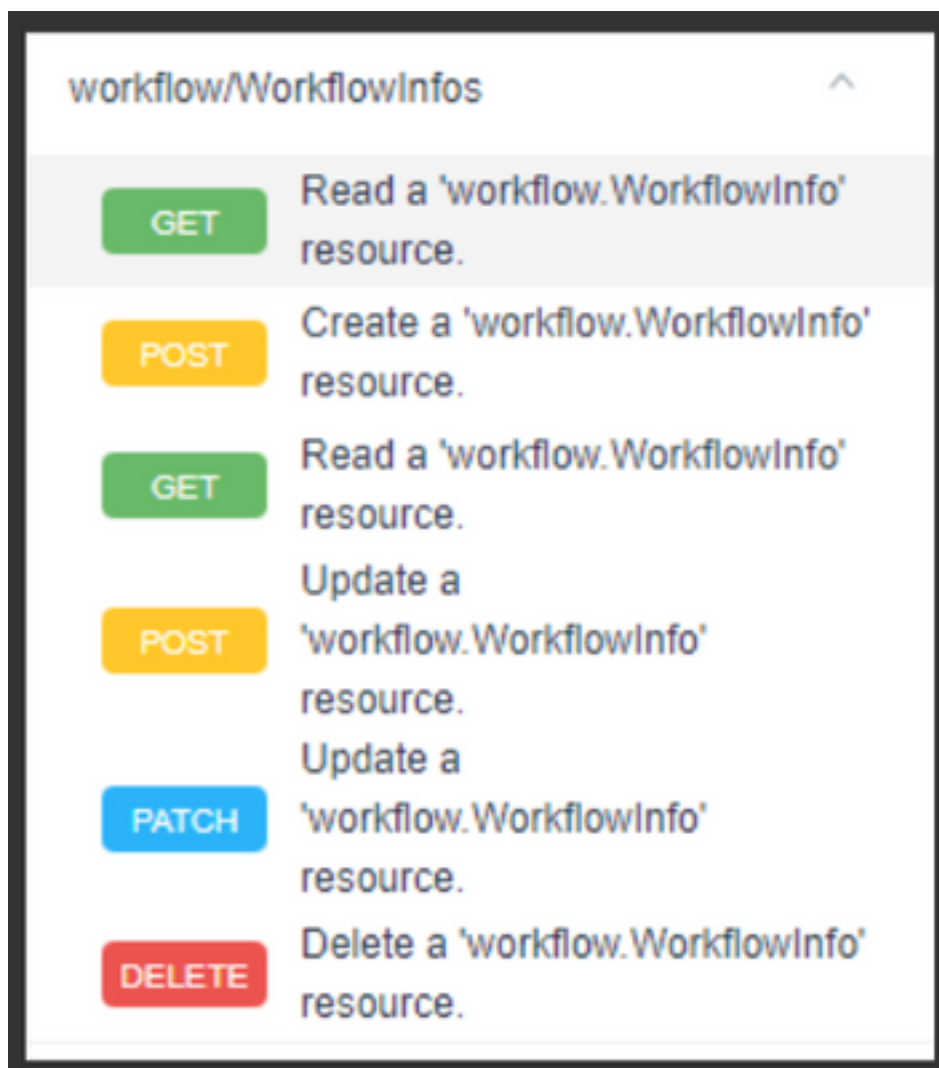 workflow/WorkflowInfos
GET
Read a 'workflow.WorkflowInfo'
resource.
POST
Create a 'workflow.WorkflowInfo'
resource.
GET
Read a 'workflow.WorkflowInfo'
resource.
POST
Update a
'workflow.WorkflowInfo'
resource.
PATCH
Update a
'workflow.WorkflowInfo'
resource.
DELETE
Delete a 'workflow.WorkflowInfo'
resource.